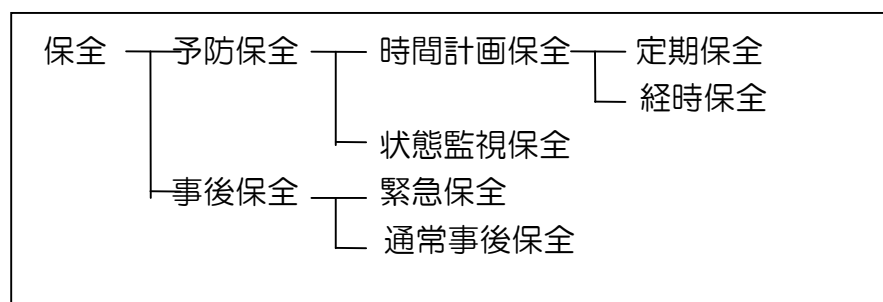 保全 予防保全 時間計画保全 定期保全
経時保全
状態監視保全
事後保全 緊急保全
通常事後保全